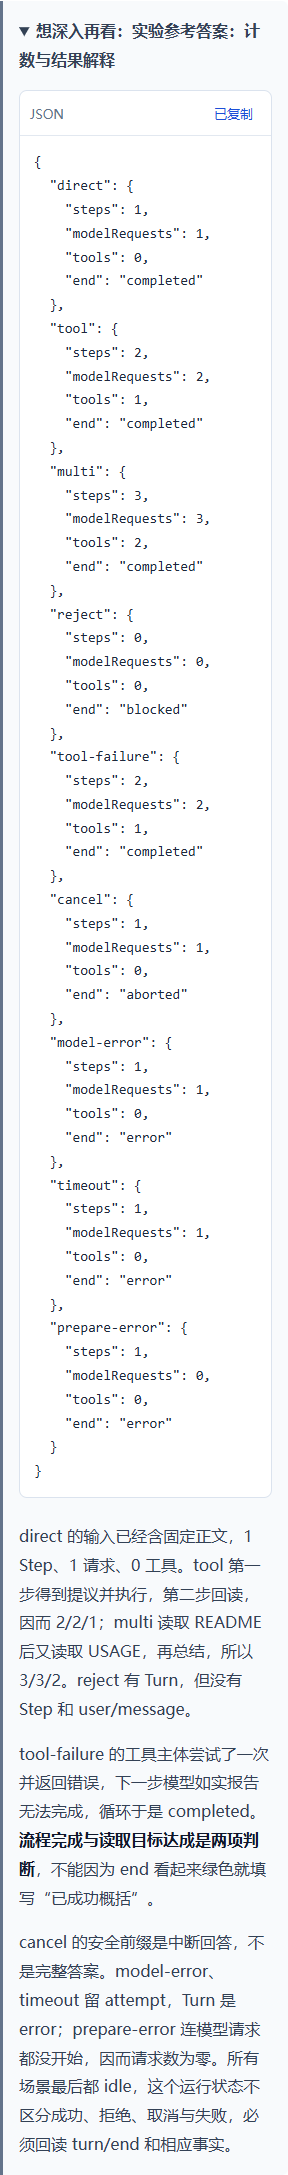 ▼ 想深入再看：实验参考答案：计
数与结果解释
JSON
已复制
{
  "direct": {
    "steps": 1,
    "modelRequests": 1,
    "tools": 0,
    "end": "completed"
  },
  "tool": {
    "steps": 2,
    "modelRequests": 2,
    "tools": 1,
    "end": "completed"
  },
  "multi": {
    "steps": 3,
    "modelRequests": 3,
    "tools": 2,
    "end": "completed"
  },
  "reject": {
    "steps": 0,
    "modelRequests": 0,
    "tools": 0,
    "end": "blocked"
  },
  "tool-failure": {
    "steps": 2,
    "modelRequests": 2,
    "tools": 1,
    "end": "completed"
  },
  "cancel": {
    "steps": 1,
    "modelRequests": 1,
    "tools": 0,
    "end": "aborted"
  },
  "model-error": {
    "steps": 1,
    "modelRequests": 1,
    "tools": 0,
    "end": "error"
  },
  "timeout": {
    "steps": 1,
    "modelRequests": 1,
    "tools": 0,
    "end": "error"
  },
  "prepare-error": {
    "steps": 1,
    "modelRequests": 0,
    "tools": 0,
    "end": "error"
  }
}
direct 的输入已经含固定正文，1
Step、1 请求、0 工具。tool 第一
步得到提议并执行，第二步回读，
因而 2/2/1；multi 读取 README
后又读取 USAGE，再总结，所以
3/3/2。reject 有 Turn，但没有
Step 和 user/message。
tool-failure 的工具主体尝试了一次
并返回错误，下一步模型如实报告
无法完成，循环于是 completed。
流程完成与读取目标达成是两项判
断，不能因为 end 看起来绿色就填
写“已成功概括”。
cancel 的安全前缀是中断回答，不
是完整答案。model-error、
timeout 留 attempt，Turn 是
error；prepare-error 连模型请求
都没开始，因而请求数为零。所有
场景最后都 idle，这个运行状态不
区分成功、拒绝、取消与失败，必
须回读 turn/end 和相应事实。